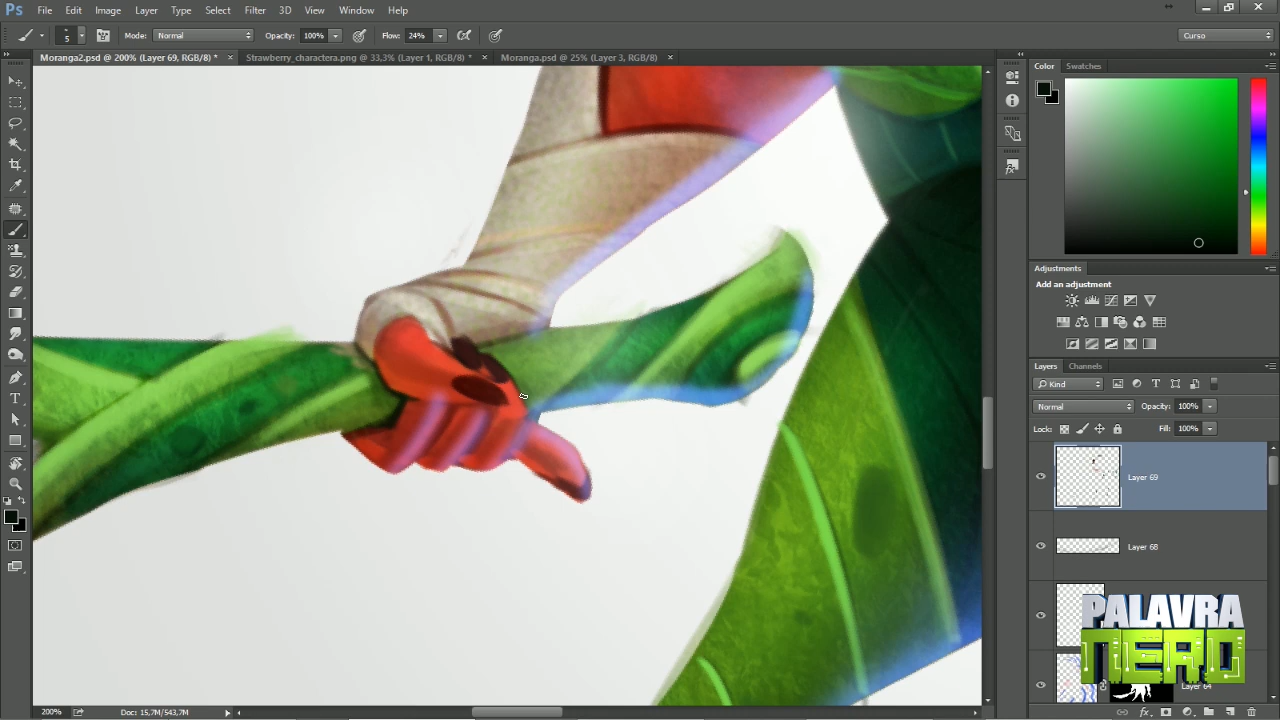 Ps File Edit Image Layer Type Select Filter 3D View Window Help
5 Mode: Normal Opacity: 100% Flow: 24% Curso
Moranga2.psd @ 200% (Layer 69, RGB/8) * × Strawberry_charactera.png @ 33,3% (Layer 1, RGB/8) * × Moranga.psd @ 25% (Layer 3, RGB/8) ×
Color Swatches
Adjustments
Add an adjustment
Layers Channels
Kind
Normal Opacity: 100%
Lock: Fill: 100%
Layer 69
Layer 68
PALAVRA
NERD
Layer 64
200% Doc: 15,7M/543,7M